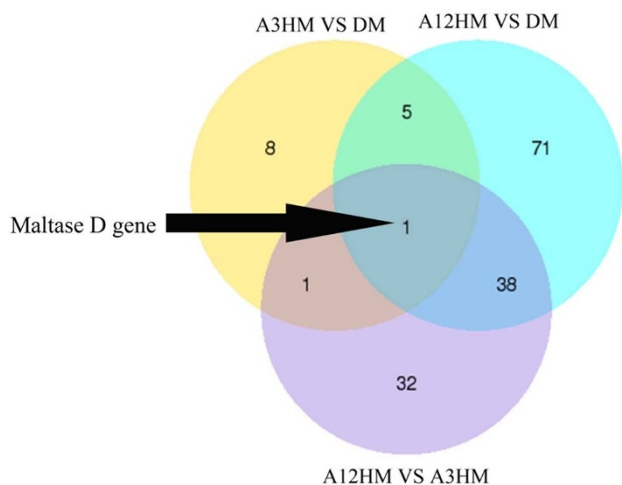 A3HM VS DM
A12HM VS DM
5
8
71
Maltase D gene
1
1
38
32
A12HM VS A3HM